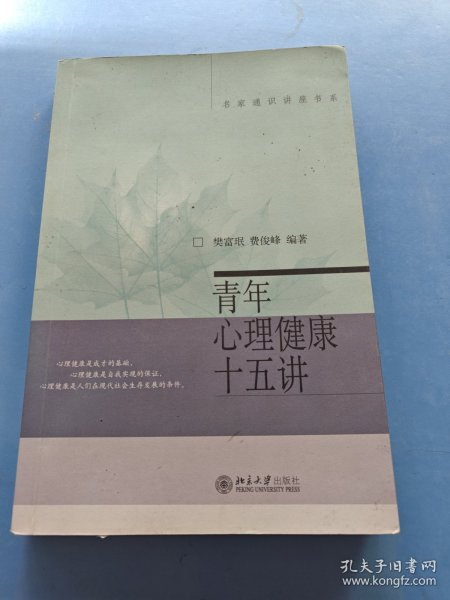 名家通识讲座书系
□ 樊富珉 费俊峰 编著
青年
心理健康
十五讲
心理健康是成才的基础，
心理健康是自我实现的保证，
心理健康是人们在现代社会生存发展的条件。
北京大学出版社
PEKING UNIVERSITY PRESS
孔夫子旧书网
www.kongfz.com